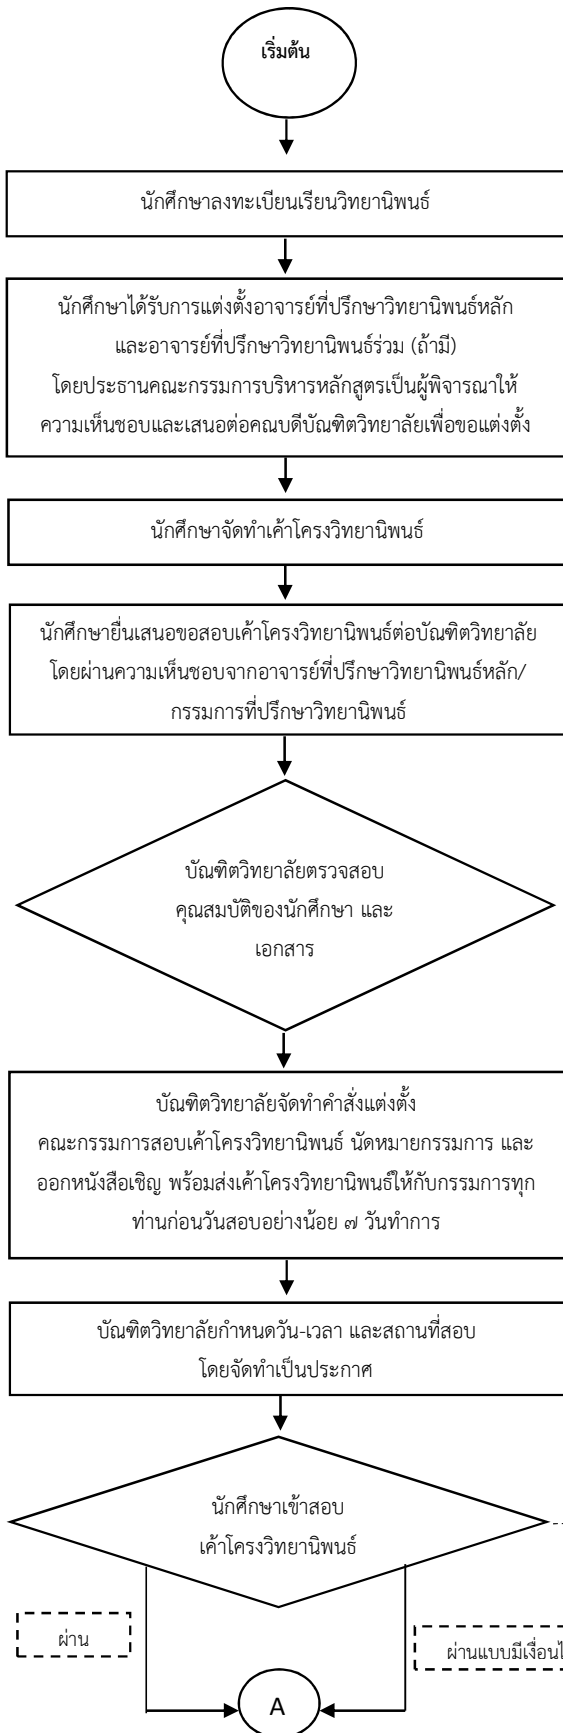 เริ่มต้น
นักศึกษาลงทะเบียนเรียนวิทยานิพนธ์
นักศึกษาได้รับการแต่งตั้งอาจารย์ที่ปรึกษาวิทยานิพนธ์หลัก
และอาจารย์ที่ปรึกษาวิทยานิพนธ์ร่วม (ถ้ามี)
โดยประธานคณะกรรมการบริหารหลักสูตรเป็นผู้พิจารณาให้
ความเห็นชอบและเสนอต่อคณบดีบัณฑิตวิทยาลัยเพื่อขอแต่งตั้ง
นักศึกษาจัดทำเค้าโครงวิทยานิพนธ์
นักศึกษายื่นเสนอขอสอบเค้าโครงวิทยานิพนธ์ต่อบัณฑิตวิทยาลัย
โดยผ่านความเห็นชอบจากอาจารย์ที่ปรึกษาวิทยานิพนธ์หลัก/
กรรมการที่ปรึกษาวิทยานิพนธ์
บัณฑิตวิทยาลัยตรวจสอบ
คุณสมบัติของนักศึกษา และ
เอกสาร
บัณฑิตวิทยาลัยจัดทำคำสั่งแต่งตั้ง
คณะกรรมการสอบเค้าโครงวิทยานิพนธ์ นัดหมายกรรมการ และ
ออกหนังสือเชิญ พร้อมส่งเค้าโครงวิทยานิพนธ์ให้กับกรรมการทุก
ท่านก่อนวันสอบอย่างน้อย ๗ วันทำการ
บัณฑิตวิทยาลัยกำหนดวัน-เวลา และสถานที่สอบ
โดยจัดทำเป็นประกาศ
นักศึกษาเข้าสอบ
เค้าโครงวิทยานิพนธ์
ผ่าน
ผ่านแบบมีเงื่อนไ
A